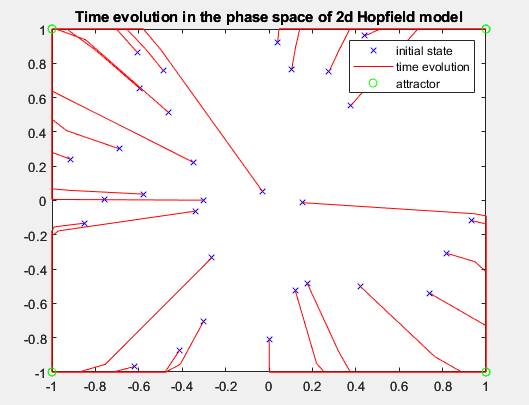 Time evolution in the phase space of 2d Hopfield model
initial state
time evolution
attractor
1
0.8
0.6
0.4
0.2
0
-0.2
-0.4
-0.6
-0.8
-1
-1 -0.8 -0.6 -0.4 -0.2 0 0.2 0.4 0.6 0.8 1